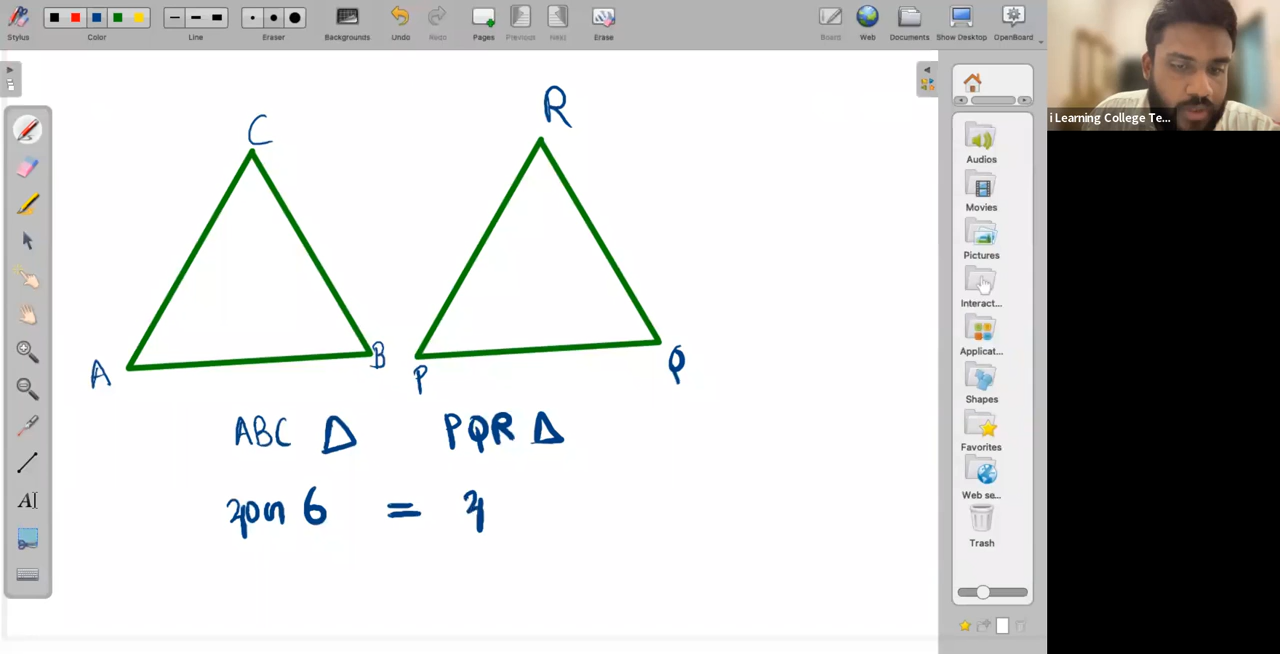 Stylus Color Line Eraser Backgrounds Undo Redo Pages Previous Next Erase Board Web Documents Show Desktop OpenBoard
i Learning College Te...
C
R
A
B
P
Q
ABC Δ PQR Δ
6 =
Audios
Movies
Pictures
Interact...
Applicat...
Shapes
Favorites
Web se...
Trash